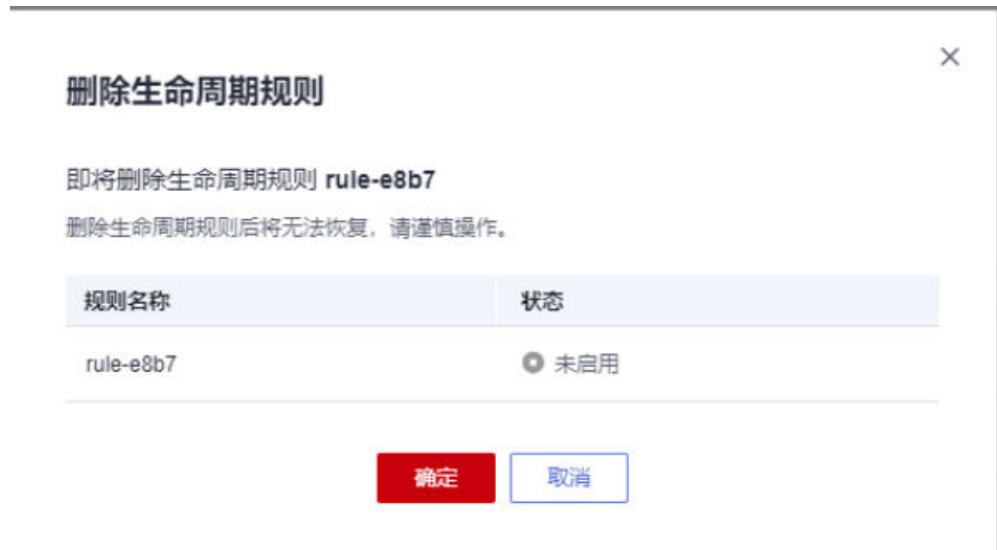 删除生命周期规则
即将删除生命周期规则 rule-e8b7
删除生命周期规则后将无法恢复，请谨慎操作。
规则名称 状态
rule-e8b7 未启用
确定 取消